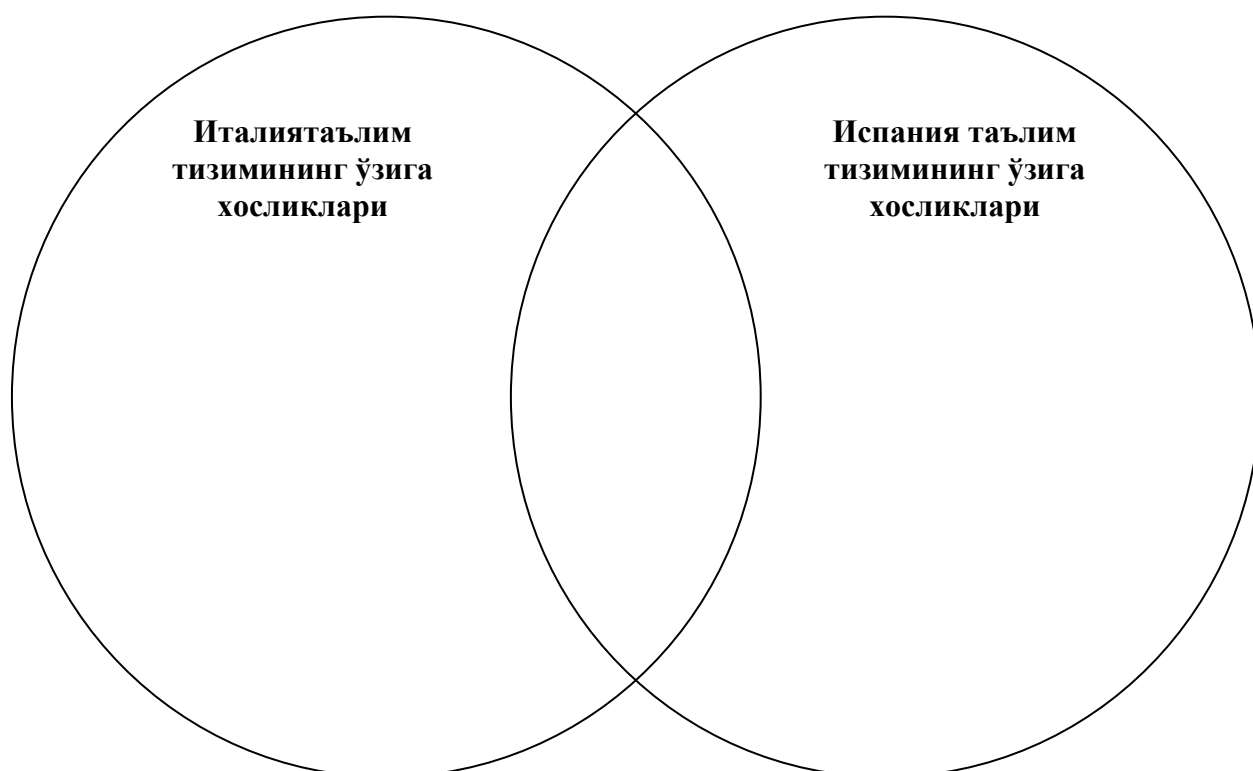 Италиятаълим
тизимининг ўзига
хосликлари
Испания таълим
тизимининг ўзига
хосликлари